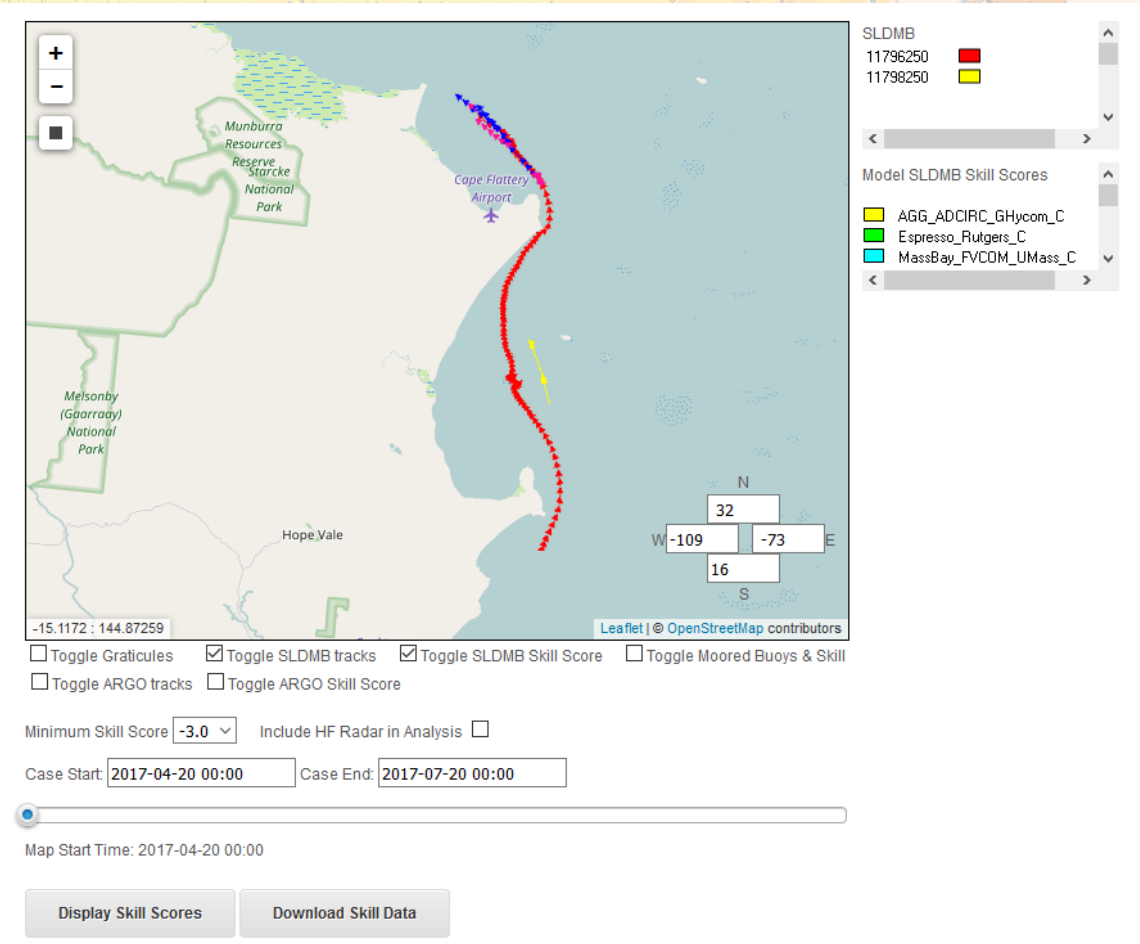 +
−
Munburra
Resources
Reserve
Starcke
National
Park
Cape Flattery
Airport
Melsonby
(Gaarraay)
National
Park
Hope Vale
N
32
W -109 -73 E
16
S
-15.1172 : 144.87259
Leaflet | © OpenStreetMap contributors
SLDMB
11796250
11798250
Model SLDMB Skill Scores
AGG_ADCIRC_GHycom_C
Espresso_Rutgers_C
MassBay_FVCOM_UMass_C
Toggle Graticules Toggle SLDMB tracks Toggle SLDMB Skill Score Toggle Moored Buoys & Skill
Toggle ARGO tracks Toggle ARGO Skill Score
Minimum Skill Score -3.0 Include HF Radar in Analysis
Case Start: 2017-04-20 00:00 Case End: 2017-07-20 00:00
Map Start Time: 2017-04-20 00:00
Display Skill Scores Download Skill Data